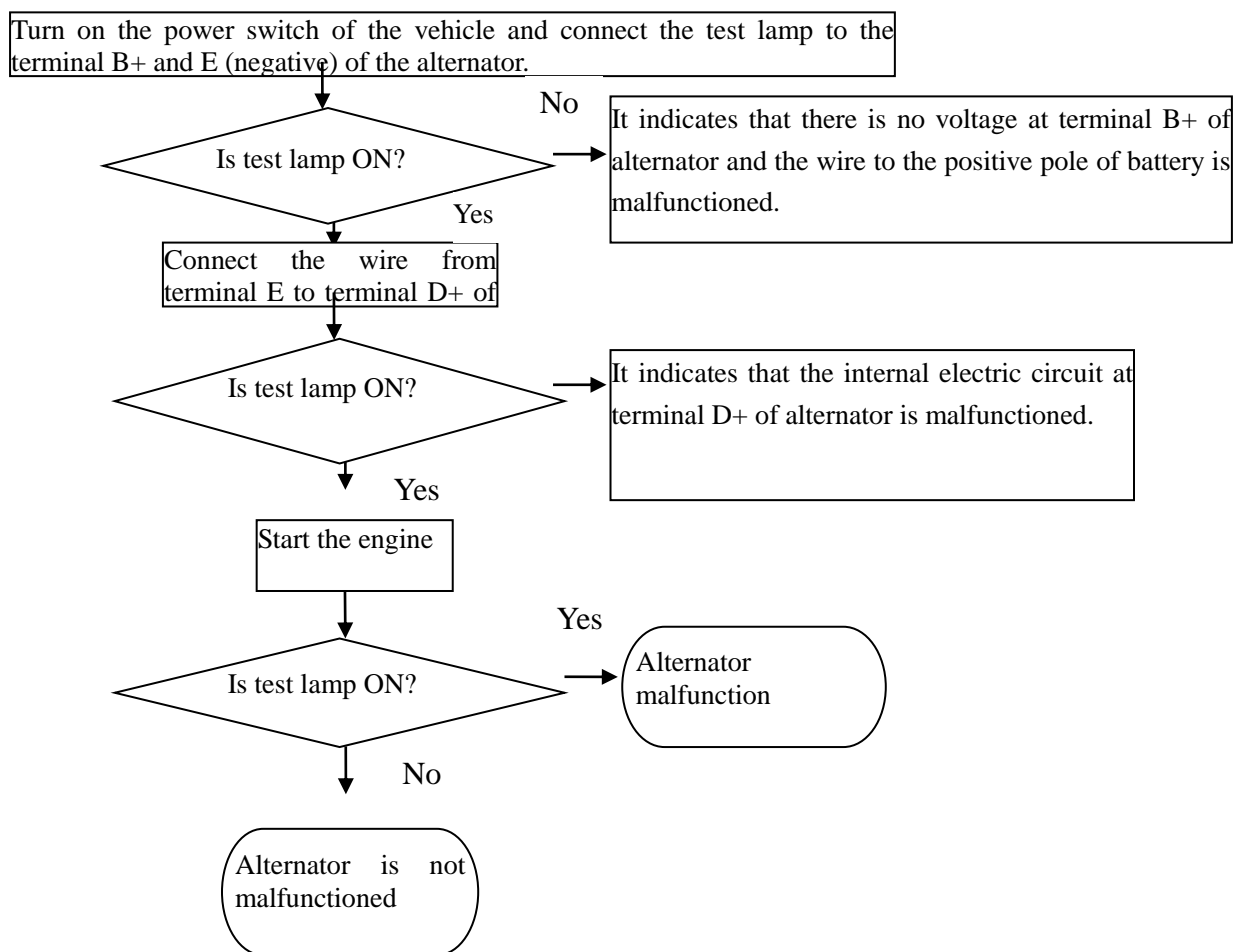 Turn on the power switch of the vehicle and connect the test lamp to the
terminal B+ and E (negative) of the alternator.
No
Is test lamp ON?
It indicates that there is no voltage at terminal B+ of
alternator and the wire to the positive pole of battery is
malfunctioned.
Yes
Connect the wire from
terminal E to terminal D+ of
Is test lamp ON?
It indicates that the internal electric circuit at
terminal D+ of alternator is malfunctioned.
Yes
Start the engine
Yes
Is test lamp ON?
Alternator
malfunction
No
Alternator is not
malfunctioned